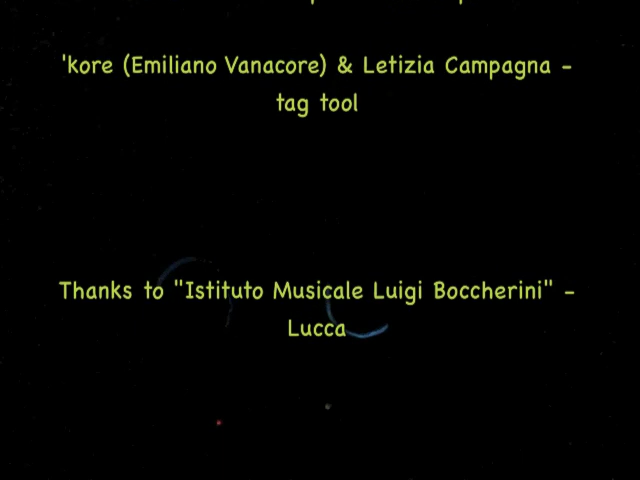 'kore (Emiliano Vanacore) & Letizia Campagna -
tag tool
Thanks to "Istituto Musicale Luigi Boccherini" -
Lucca